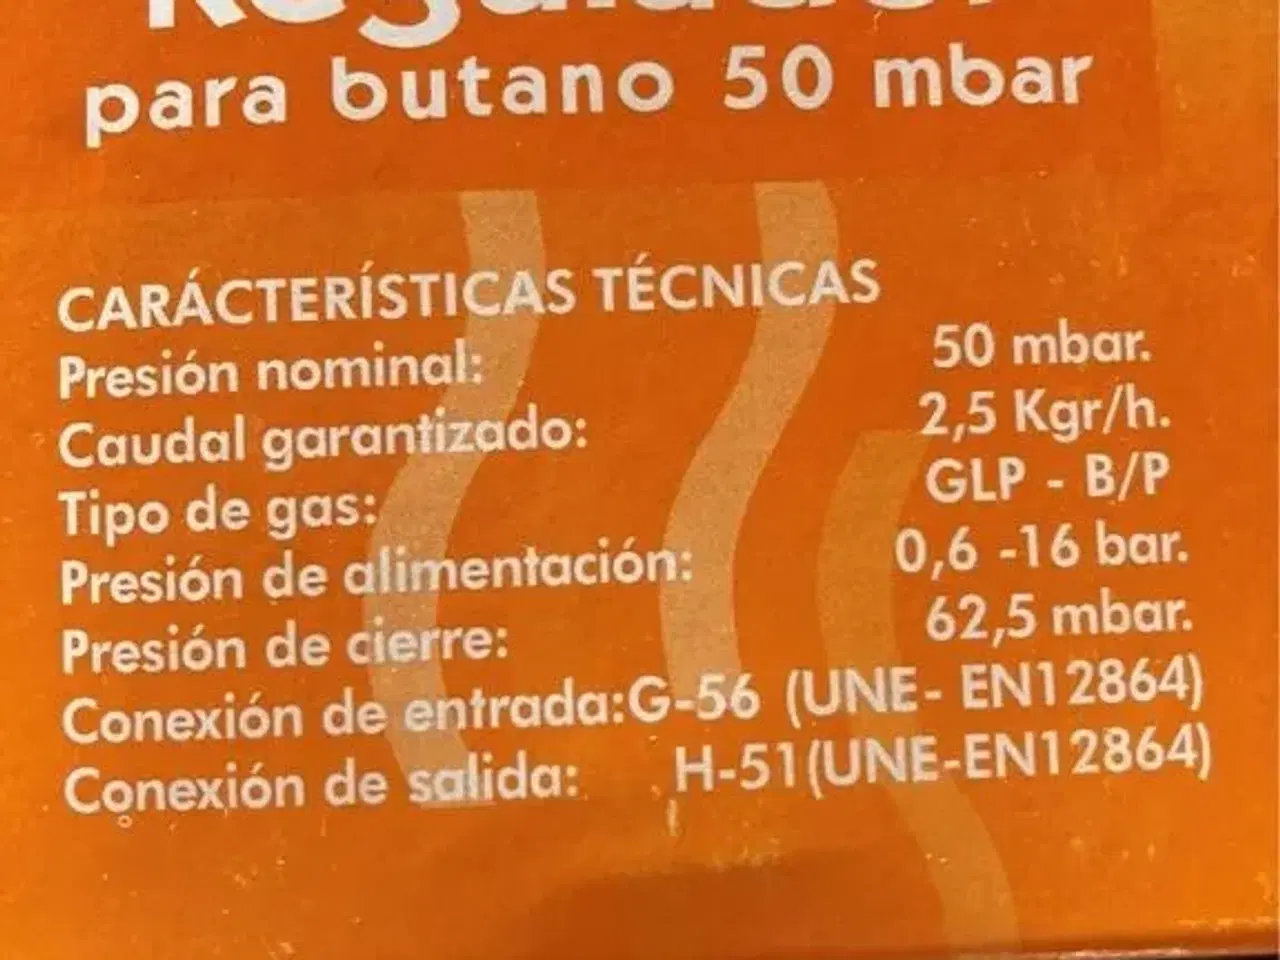 Regulador
para butano 50 mbar
CARÁCTERÍSTICAS TÉCNICAS
Presión nominal: 50 mbar.
Caudal garantizado: 2,5 Kgr/h.
Tipo de gas: GLP - B/P
Presión de alimentación: 0,6 -16 bar.
Presión de cierre: 62,5 mbar.
Conexión de entrada:G-56 (UNE- EN12864)
Conexión de salida: H-51(UNE-EN12864)